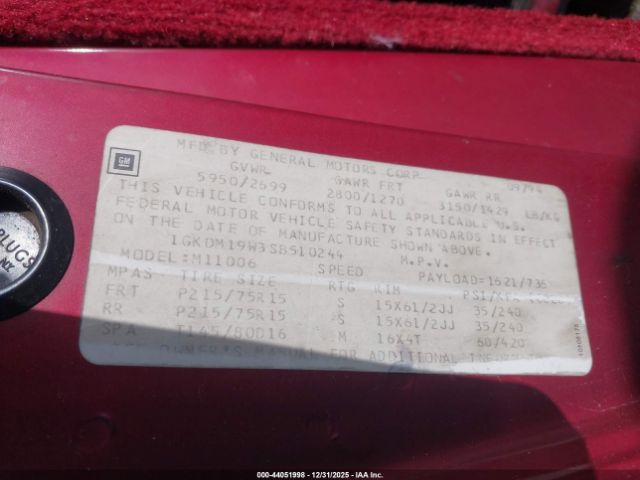 GM
MFD BY GENERAL MOTORS CORP 09/94
GVWR GAWR FRT GAWR RR
5950/2699 2800/1270 3150/1429 LB/KG
THIS VEHICLE CONFORMS TO ALL APPLICABLE U.S.
FEDERAL MOTOR VEHICLE SAFETY STANDARDS IN EFFECT
ON THE DATE OF MANUFACTURE SHOWN ABOVE.
1GKDM19W3SB510244 M.P.V.
MODEL:M11006 PAYLOAD=1621/735
MPAS TIRE SIZE SPEED RTG RIM
FRT P215/75R15 S 15X61/2JJ 35/240
RR P215/75R15 S 15X61/2JJ 35/240
SPA T145/80D16 M 16X4T 60/420
OWNER'S MANUAL FOR ADDITIONAL
PLUGS
000-44051998 - 12/31/2025 - IAA Inc.